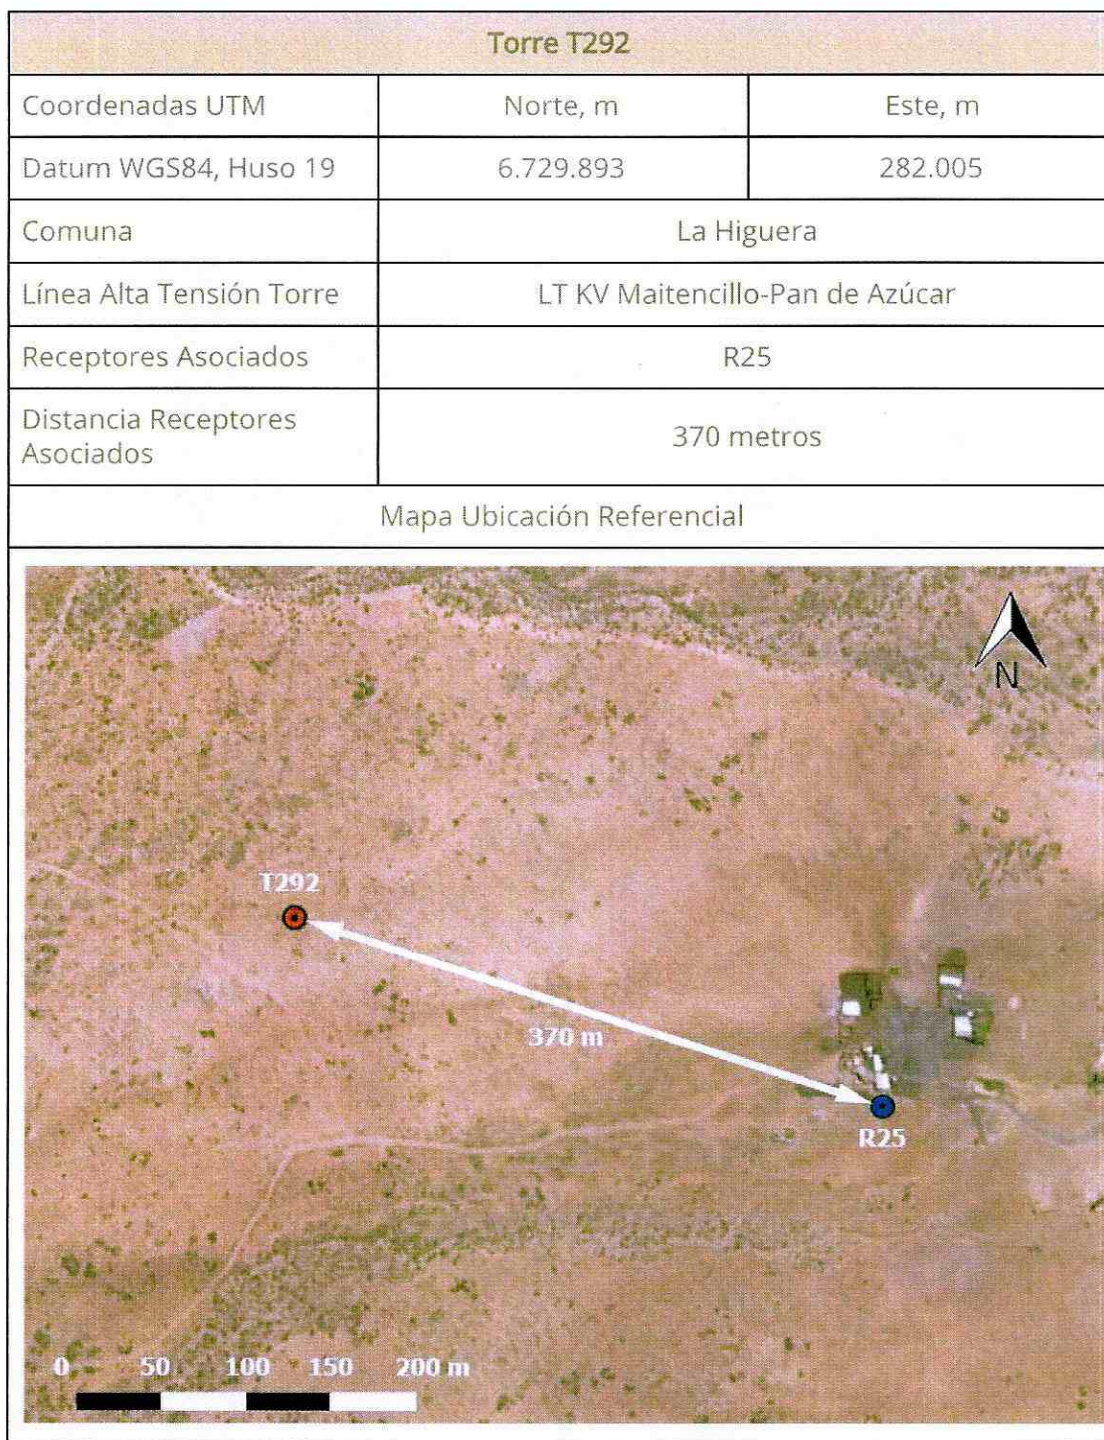 Torre T292
Coordenadas UTM Norte, m Este, m
Datum WGS84, Huso 19 6.729.893 282.005
Comuna La Higuera
Línea Alta Tensión Torre LT KV Maitencillo-Pan de Azúcar
Receptores Asociados R25
Distancia Receptores
Asociados
370 metros
Mapa Ubicación Referencial
N
T292
370 m
R25
0 50 100 150 200 m